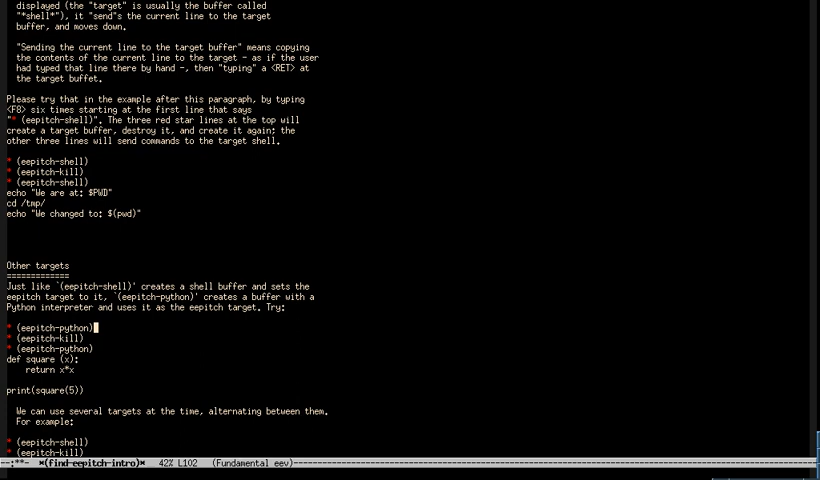 displayed (the "target" is usually the buffer called
"*shell*"), it "send"s the current line to the target
buffer, and moves down.
"Sending the current line to the target buffer" means copying
the contents of the current line to the target - as if the user
had typed that line there by hand -, then "typing" a <RET> at
the target buffet.
Please try that in the example after this paragraph, by typing
<F8> six times starting at the first line that says
"* (eepitch-shell)". The three red star lines at the top will
create a target buffer, destroy it, and create it again; the
other three lines will send commands to the target shell.
* (eepitch-shell)
* (eepitch-kill)
* (eepitch-shell)
echo "We are at: $PWD"
cd /tmp/
echo "We changed to: $(pwd)"
Other targets
=============
Just like `(eepitch-shell)' creates a shell buffer and sets the
eepitch target to it, `(eepitch-python)' creates a buffer with a
Python interpreter and uses it as the eepitch target. Try:
* (eepitch-python)
* (eepitch-kill)
* (eepitch-python)
def square (x):
return x*x
print(square(5))
We can use several targets at the time, alternating between them.
For example:
* (eepitch-shell)
* (eepitch-kill)
--:**- *(find-eepitch-intro)* 42% L102 (Fundamental eev)